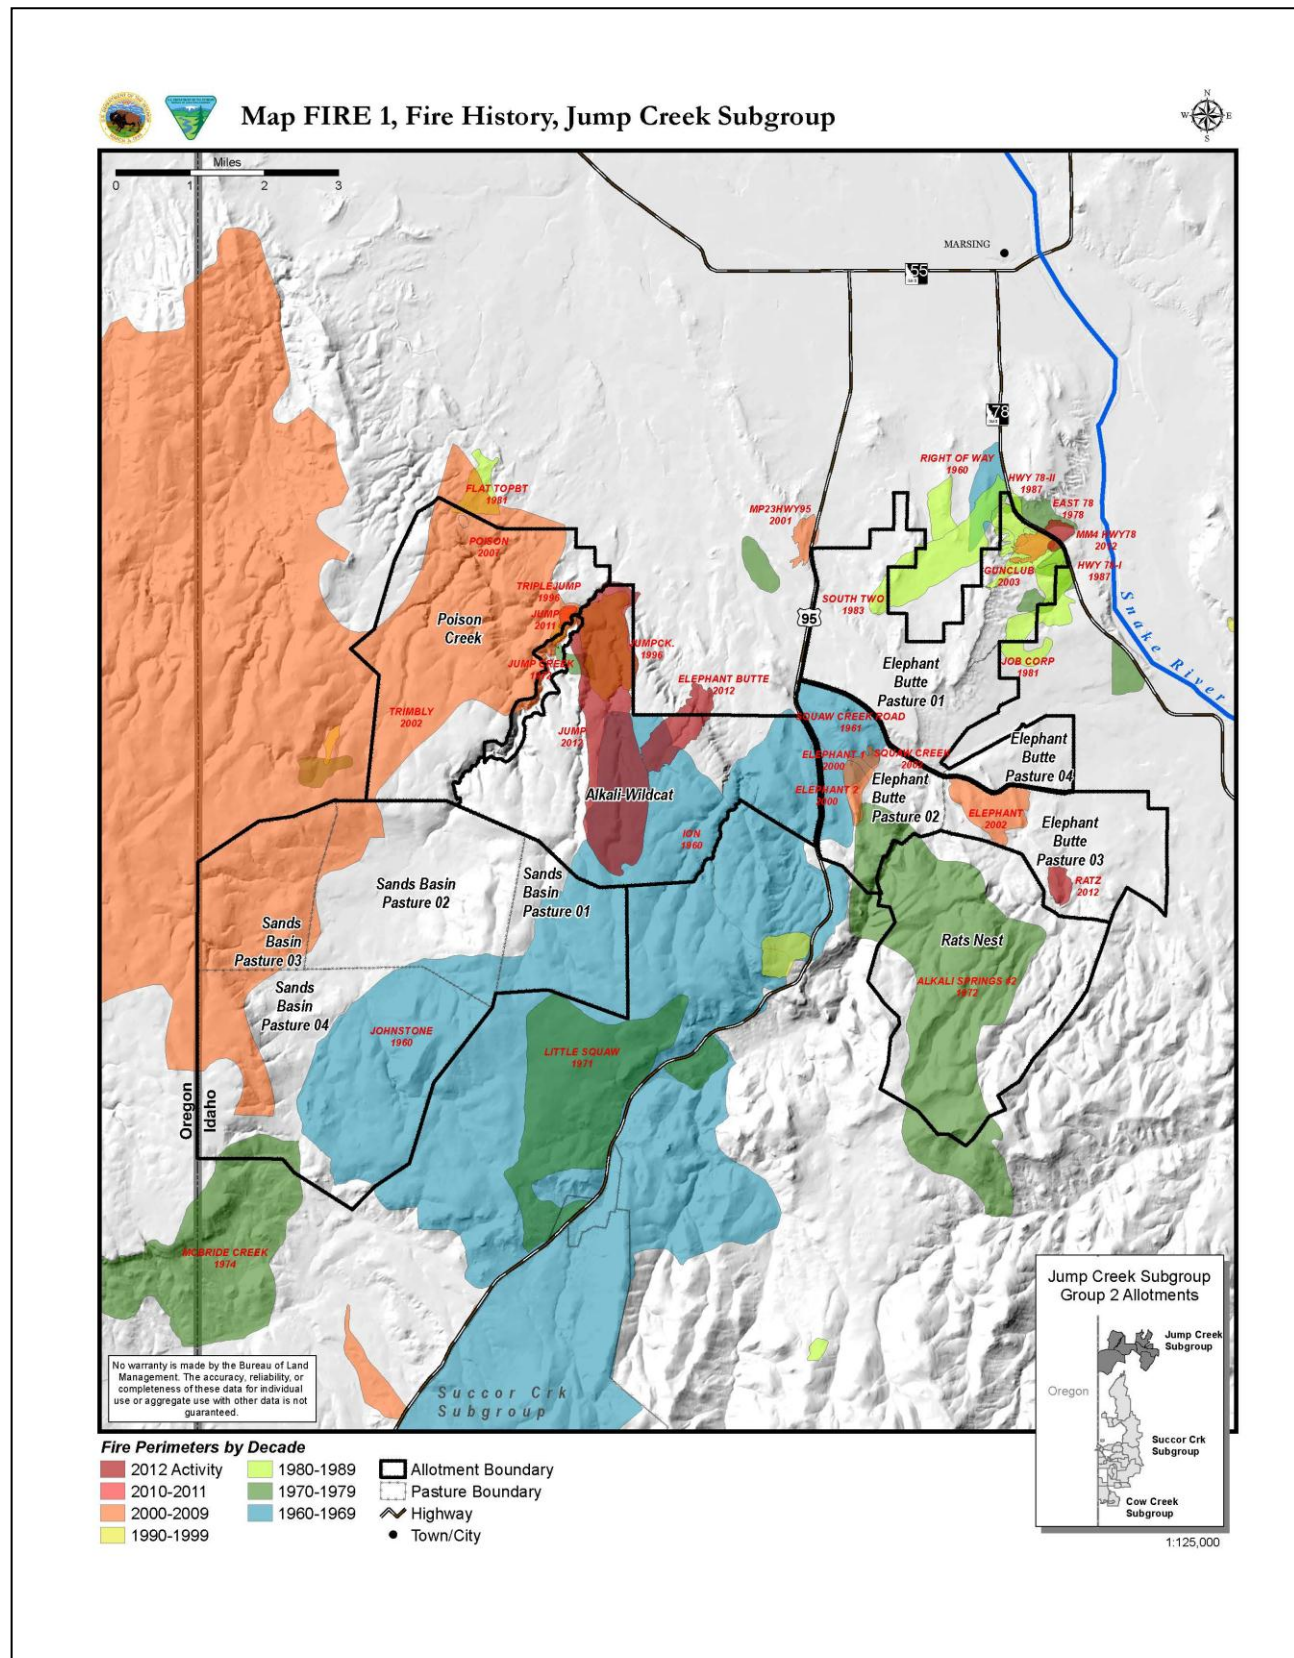 Map FIRE 1, Fire History, Jump Creek Subgroup
N
W E
S
Miles
0 1 2 3
MARSING
55
78
RIGHT OF WAY
1960
HWY 78-II
1987
FLAT TOPBT
1981
EAST 78
1978
MP23HWY95
2001
MM4 HWY78
2012
POISON
2007
GUNCLUB
2003
HWY 78-I
1987
TRIPLEJUMP
1996
SOUTH TWO
1983
JUMP
2011
95
Poison
Creek
Snake River
JUMPCK.
1996
JUMP CREEK
JOB CORP
1981
Elephant
Butte
Pasture 01
ELEPHANT BUTTE
2012
TRIMBLY
2002
SQUAW CREEK ROAD
1961
JUMP
2012
Elephant
Butte
Pasture 04
ELEPHANT 1
2000
SQUAW CREEK
Elephant
Butte
Pasture 02
ELEPHANT 2
2000
Alkali-Wildcat
ELEPHANT
2002
Elephant
Butte
Pasture 03
ION
1960
Sands Basin
Pasture 02
Sands
Basin
Pasture 01
RATZ
2012
Sands
Basin
Pasture 03
Rats Nest
ALKALI SPRINGS #2
1972
Sands
Basin
Pasture 04
JOHNSTONE
1960
LITTLE SQUAW
1971
Oregon
Idaho
MCBRIDE CREEK
1974
Succor Crk
Subgroup
No warranty is made by the Bureau of Land
Management. The accuracy, reliability, or
completeness of these data for individual
use or aggregate use with other data is not
guaranteed.
Jump Creek Subgroup
Group 2 Allotments
Jump Creek
Subgroup
Oregon
Succor Crk
Subgroup
Cow Creek
Subgroup
1:125,000
Fire Perimeters by Decade
2012 Activity
2010-2011
2000-2009
1990-1999
1980-1989
1970-1979
1960-1969
Allotment Boundary
Pasture Boundary
Highway
Town/City